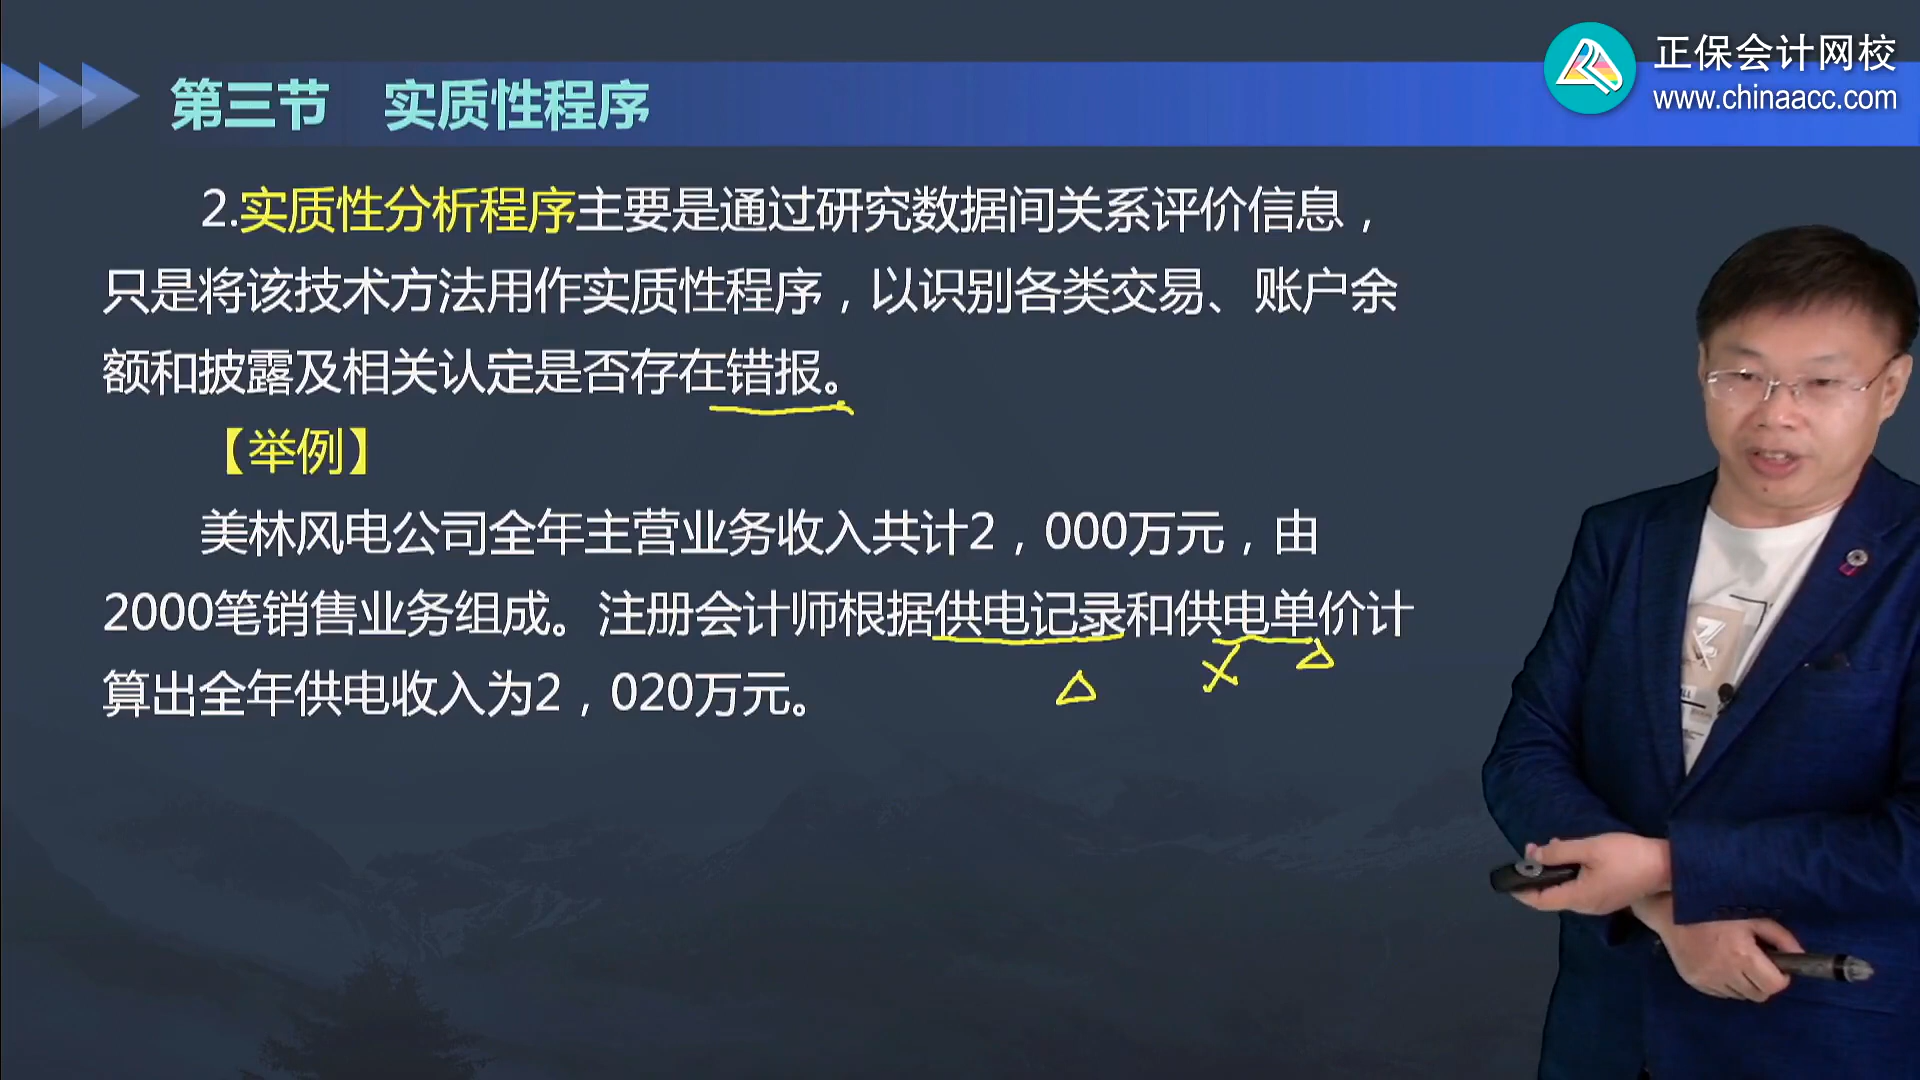 正保会计网校
www.chinaacc.com
第三节 实质性程序
2.实质性分析程序主要是通过研究数据间关系评价信息，
只是将该技术方法用作实质性程序，以识别各类交易、账户余
额和披露及相关认定是否存在错报。
【举例】
美林风电公司全年主营业务收入共计2，000万元，由
2000笔销售业务组成。注册会计师根据供电记录和供电单价计
算出全年供电收入为2，020万元。